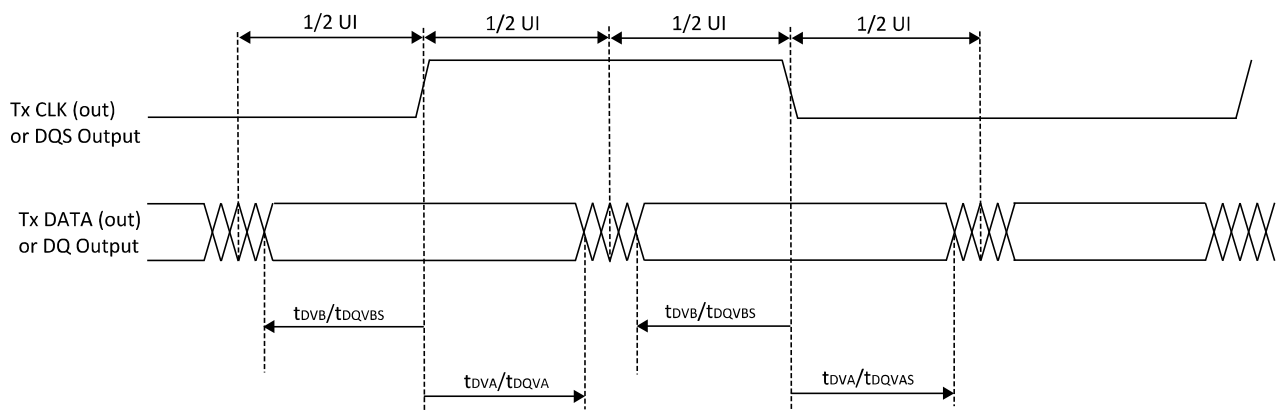 1/2 UI 1/2 UI 1/2 UI 1/2 UI
Tx CLK (out)
or DQS Output
Tx DATA (out)
or DQ Output
tDVB/tDQVBS tDVB/tDQVBS
tDVA/tDQVA tDVA/tDQVAS